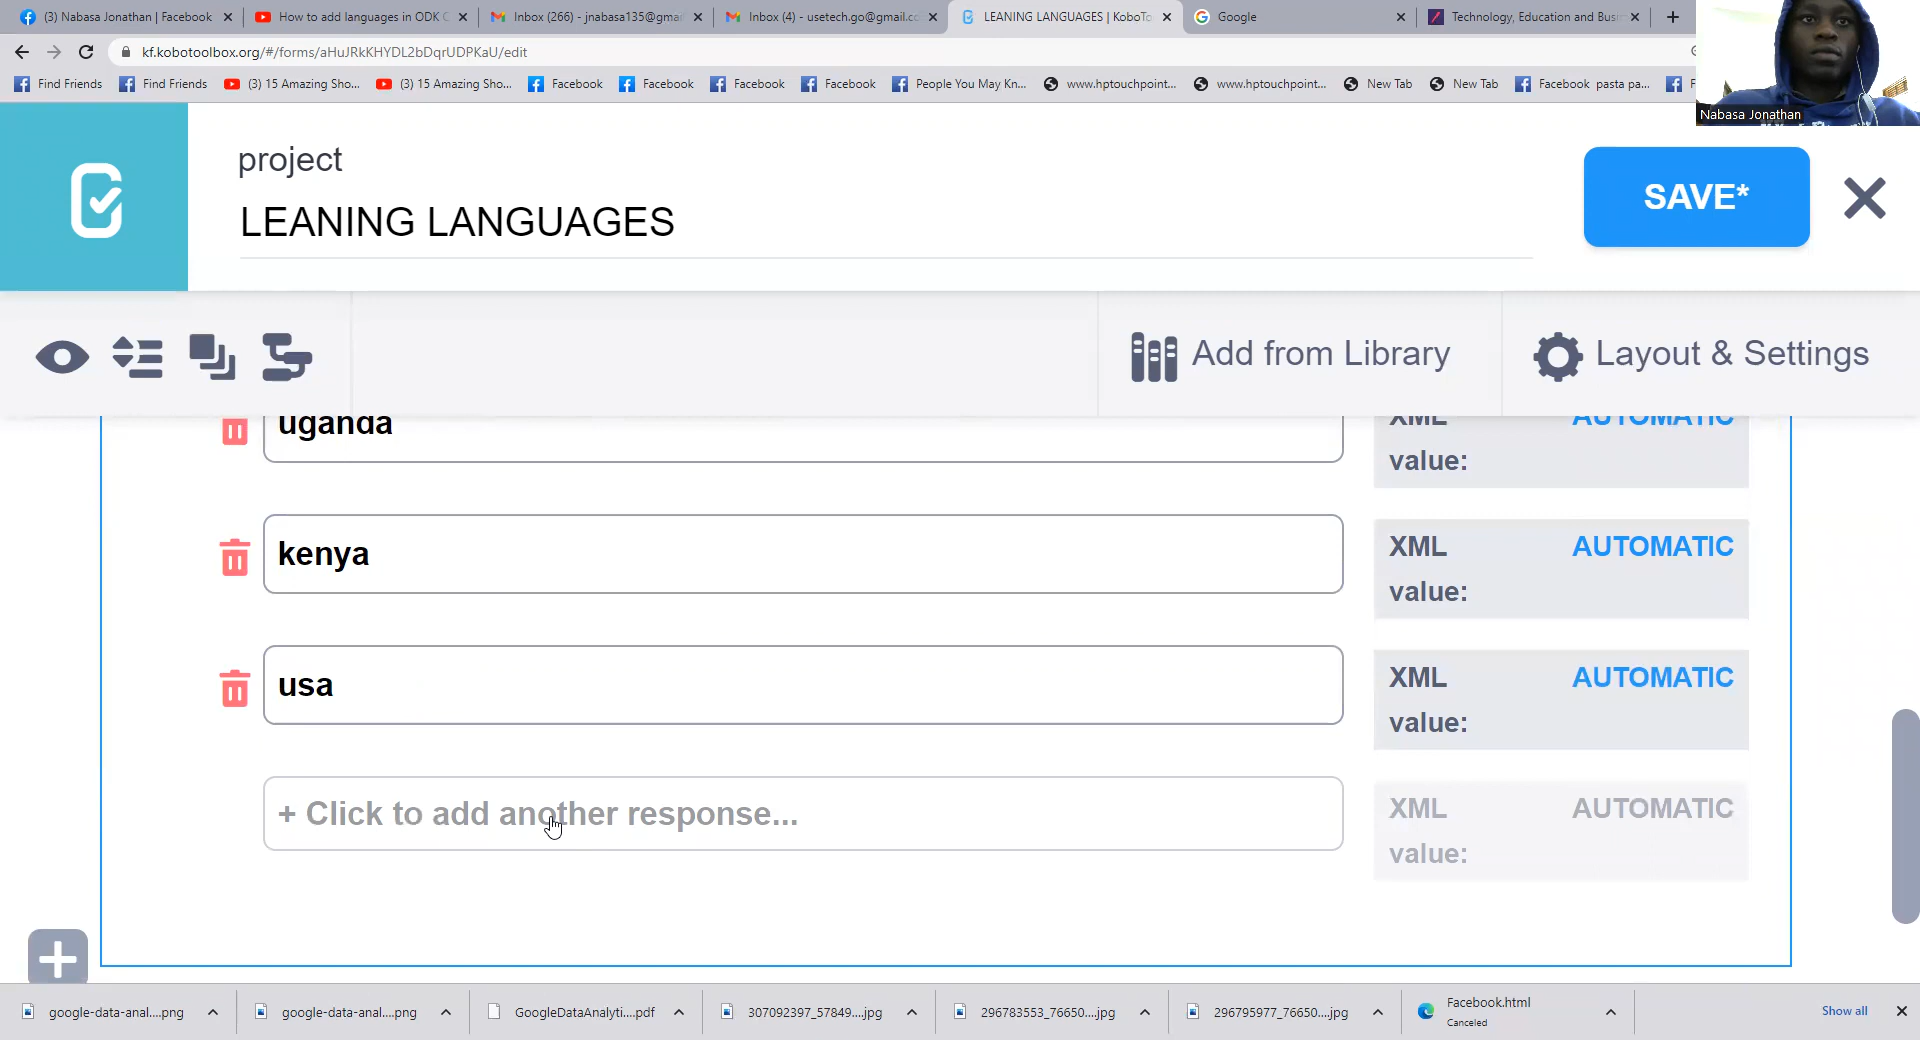 (3) Nabasa Jonathan | Facebook
How to add languages in ODK C
Inbox (266) - jnabasa135@gmai
Inbox (4) - usetech.go@gmail.co
LEANING LANGUAGES | KoboTo
Google
Technology, Education and Busin
kf.kobotoolbox.org/#/forms/aHuJRkKHYDL2bDqrUDPKaU/edit
Find Friends
Find Friends
(3) 15 Amazing Sho...
(3) 15 Amazing Sho...
Facebook
Facebook
Facebook
Facebook
People You May Kn...
www.hptouchpoint...
www.hptouchpoint...
New Tab
New Tab
Facebook pasta pa...
F
Nabasa Jonathan
project
LEANING LANGUAGES
SAVE*
Add from Library
Layout & Settings
uganda
XML value:
AUTOMATIC
kenya
XML value:
AUTOMATIC
usa
XML value:
AUTOMATIC
+ Click to add another response...
XML value:
AUTOMATIC
google-data-anal....png
google-data-anal....png
GoogleDataAnalyti....pdf
307092397_57849....jpg
296783553_76650....jpg
296795977_76650....jpg
Facebook.html
Canceled
Show all